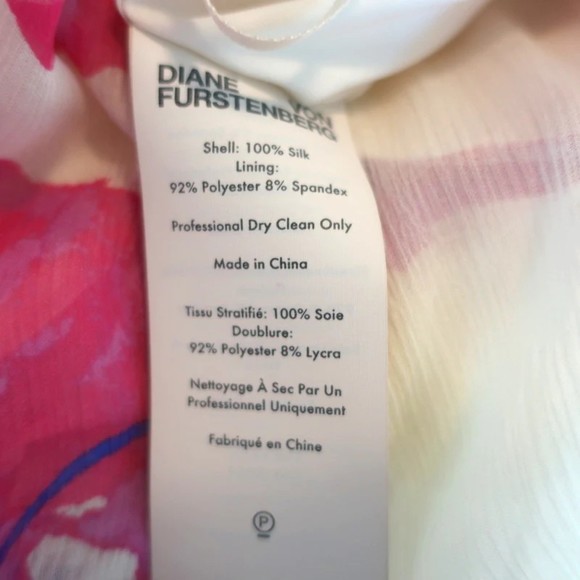 DIANE VON
FURSTENBERG
Shell: 100% Silk
Lining:
92% Polyester 8% Spandex
Professional Dry Clean Only
Made in China
Tissu Stratifié: 100% Soie
Doublure:
92% Polyester 8% Lycra
Nettoyage À Sec Par Un
Professionnel Uniquement
Fabriqué en Chine
P